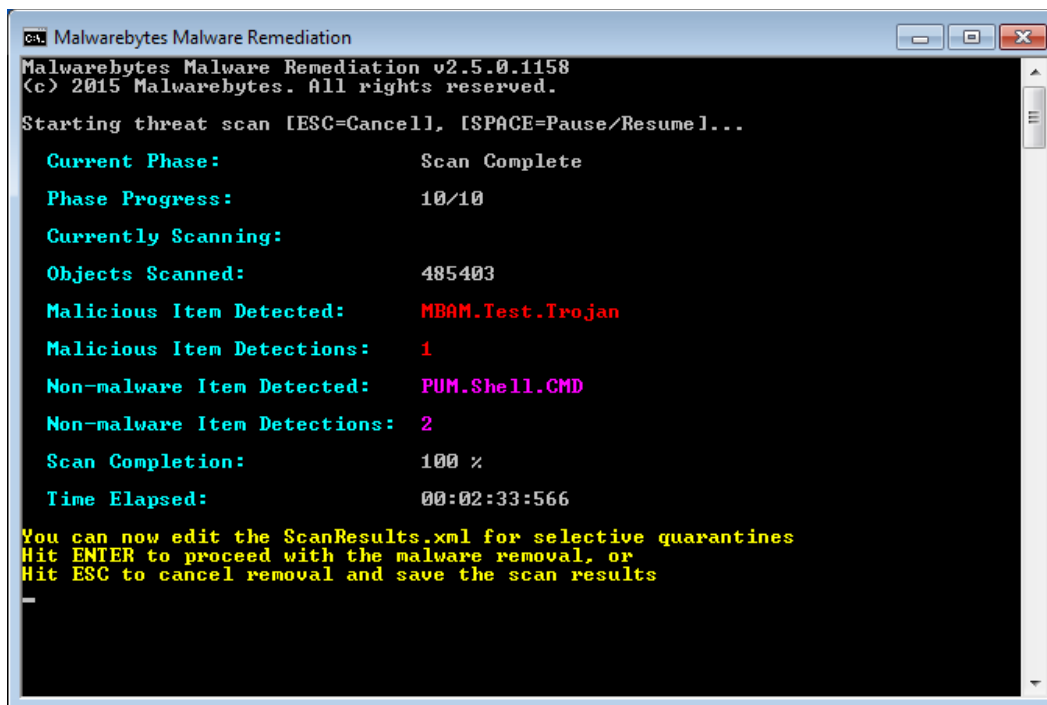 Malwarebytes Malware Remediation
Malwarebytes Malware Remediation v2.5.0.1158
(c) 2015 Malwarebytes. All rights reserved.
Starting threat scan [ESC=Cancel], [SPACE=Pause/Resume]...
Current Phase: Scan Complete
Phase Progress: 10/10
Currently Scanning:
Objects Scanned: 485403
Malicious Item Detected: MBAM.Test.Trojan
Malicious Item Detections: 1
Non-malware Item Detected: PUM.Shell.CMD
Non-malware Item Detections: 2
Scan Completion: 100 %
Time Elapsed: 00:02:33:566
You can now edit the ScanResults.xml for selective quarantines
Hit ENTER to proceed with the malware removal, or
Hit ESC to cancel removal and save the scan results